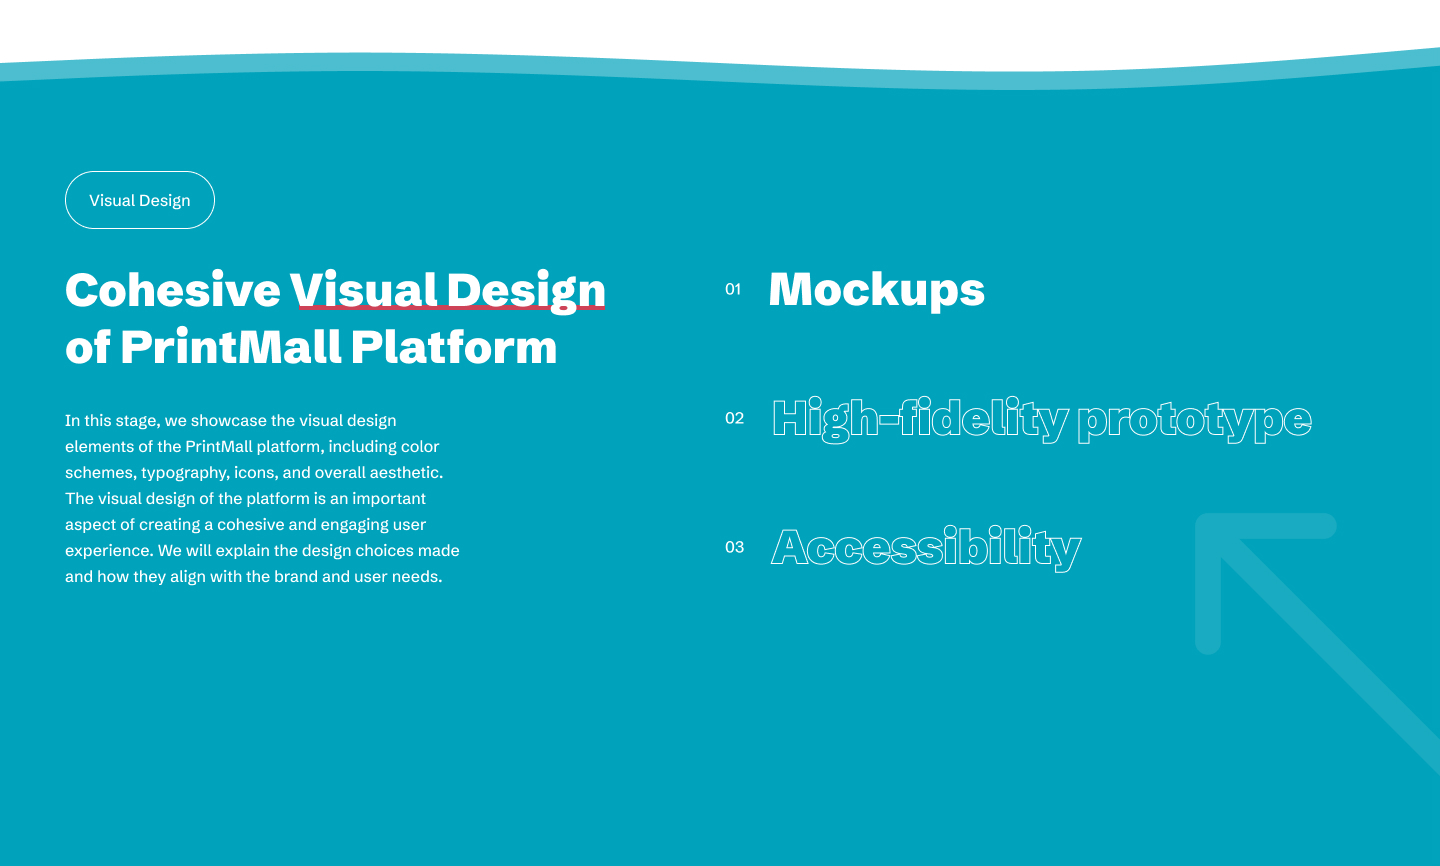 Visual Design
Cohesive Visual Design
of PrintMall Platform
In this stage, we showcase the visual design
elements of the PrintMall platform, including color
schemes, typography, icons, and overall aesthetic.
The visual design of the platform is an important
aspect of creating a cohesive and engaging user
experience. We will explain the design choices made
and how they align with the brand and user needs.
01 Mockups
02 High-fidelity prototype
03 Accessibility